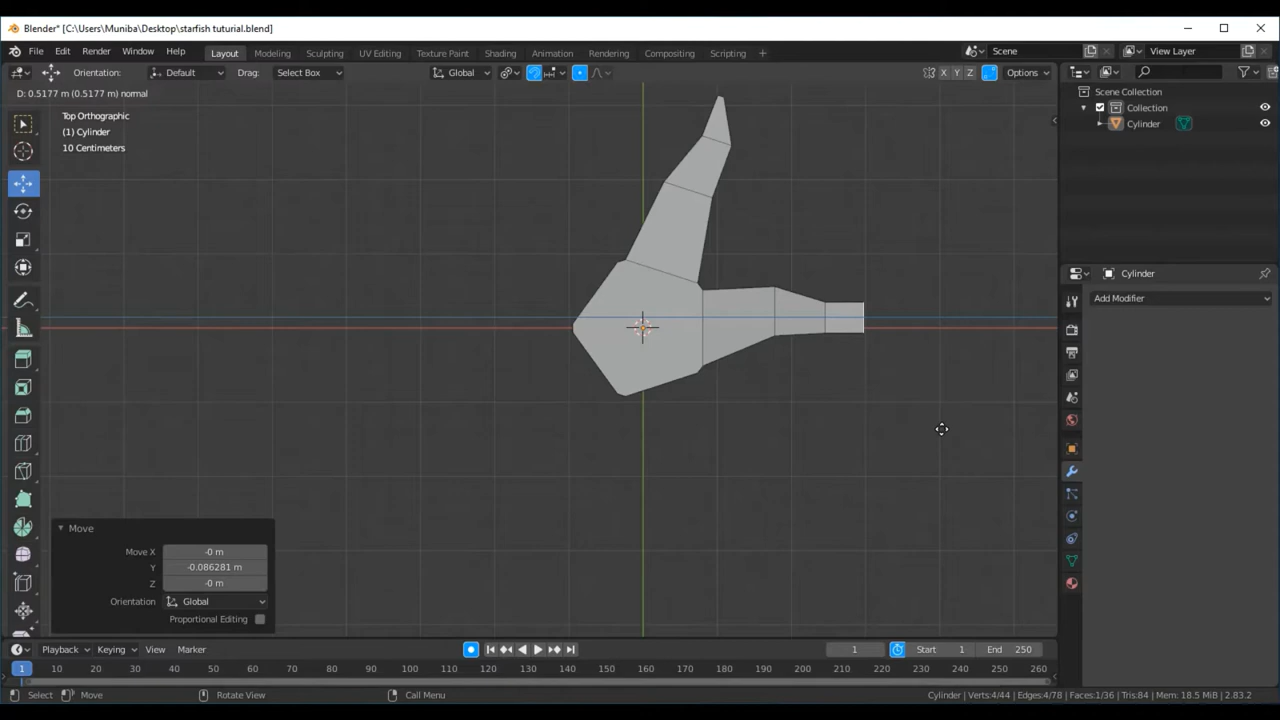 Blender* [C:\Users\Muniba\Desktop\starfish tuturial.blend]
File Edit Render Window Help Layout Modeling Sculpting UV Editing Texture Paint Shading Animation Rendering Compositing Scripting + Scene View Layer
Orientation: Default Drag: Select Box Global X Y Z Options
D: 0.5177 m (0.5177 m) normal
Scene Collection
Top Orthographic
Collection
(1) Cylinder
Cylinder
10 Centimeters
Cylinder
Add Modifier
Move
Move X -0 m
Y -0.086281 m
Z -0 m
Orientation Global
Proportional Editing
Playback Keying View Marker 1 Start 1 End 250
1 10 20 30 40 50 60 70 80 90 100 110 120 130 140 150 160 170 180 190 200 210 220 230 240 250 260
Select Move Rotate View Call Menu Cylinder | Verts:4/44 | Edges:4/78 | Faces:1/36 | Tris:84 | Mem: 18.5 MiB | 2.83.2